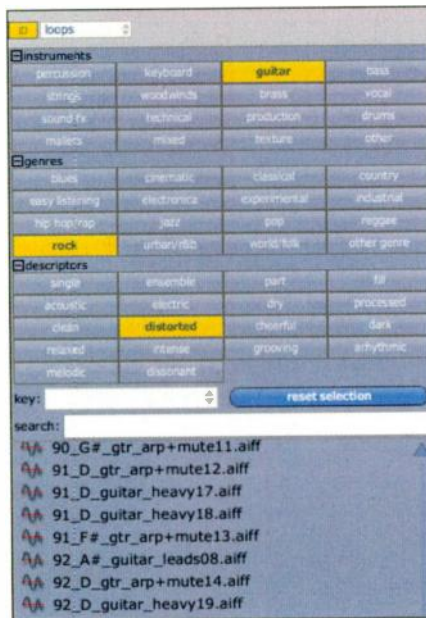 loops
instruments
percussion keyboard guitar bass
strings woodwinds brass vocal
sound fx technical production drums
mallets mixed texture other
genres
blues cinematic classical country
easy listening electronica experimental industrial
hip hop/rap jazz pop reggae
rock urban/r&b world/folk other genre
descriptors
single ensemble part fill
acoustic electric dry processed
clean distorted cheerful dark
relaxed intense grooving arhythmic
melodic dissonant
key: reset selection
search:
90_G#_gtr_arp+mute11.aiff
91_D_gtr_arp+mute12.aiff
91_D_guitar_heavy17.aiff
91_D_guitar_heavy18.aiff
91_F#_gtr_arp+mute13.aiff
92_A#_guitar_leads08.aiff
92_D_gtr_arp+mute14.aiff
92_D_guitar_heavy19.aiff